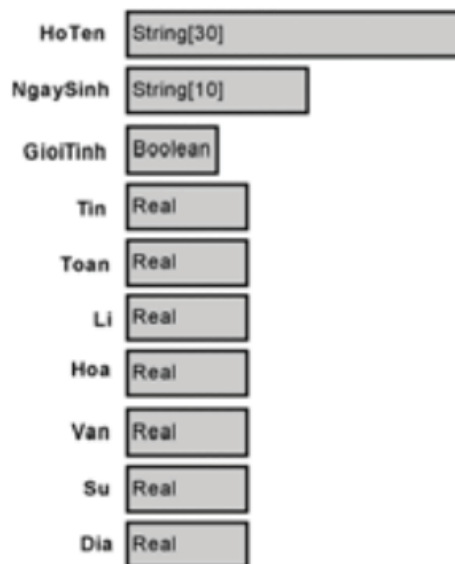 HoTen String[30]
NgaySinh String[10]
GioiTinh Boolean
Tin Real
Toan Real
Li Real
Hoa Real
Van Real
Su Real
Dia Real